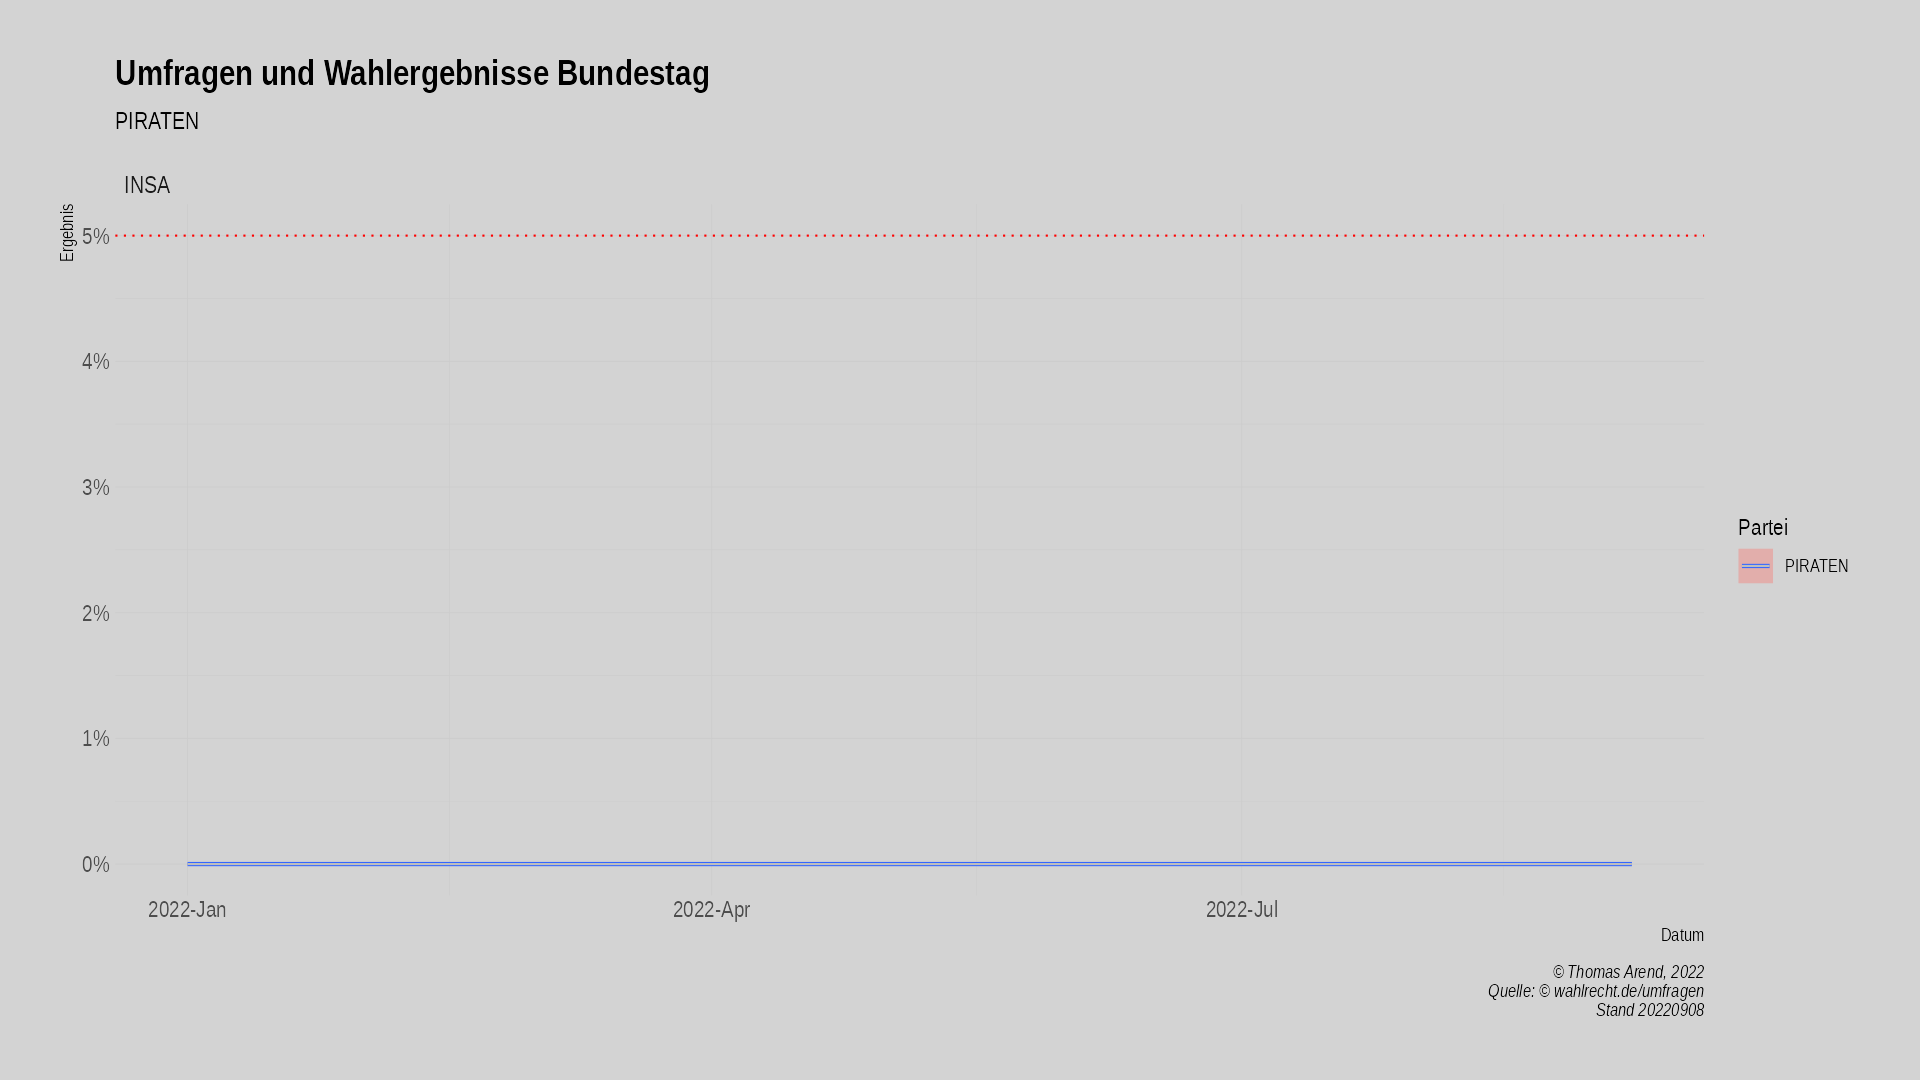 Umfragen und Wahlergebnisse Bundestag
PIRATEN
INSA
Ergebnis
5%
4%
3%
2%
1%
0%
2022-Jan
2022-Apr
2022-Jul
Datum
Partei
PIRATEN
© Thomas Arend, 2022
Quelle: © wahlrecht.de/umfragen
Stand 20220908